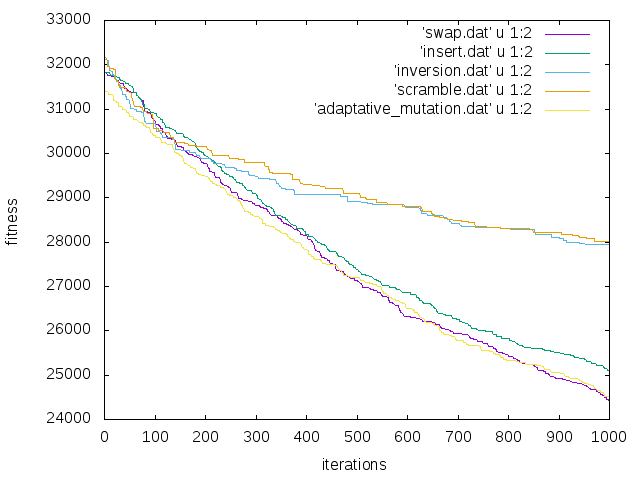 'swap.dat' u 1:2
'insert.dat' u 1:2
'inversion.dat' u 1:2
'scramble.dat' u 1:2
'adaptative_mutation.dat' u 1:2
33000
32000
31000
30000
29000
28000
27000
26000
25000
24000
fitness
0 100 200 300 400 500 600 700 800 900 1000
iterations